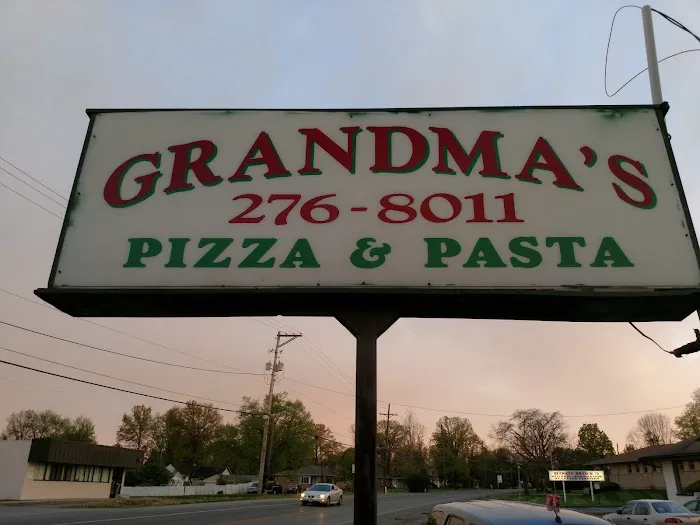 GRANDMA'S
276-8011
PIZZA & PASTA